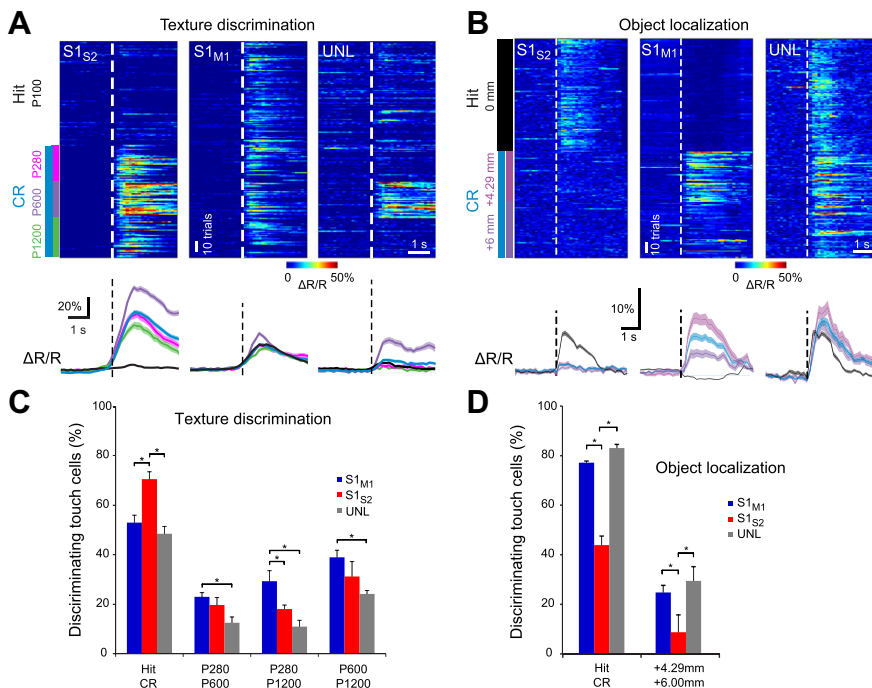 A
Texture discrimination
S1S2
S1M1
UNL
Hit
P100
CR
P280
P600
P1200
10 trials
1 s
0
50%
ΔR/R
20%
1 s
ΔR/R
B
Object localization
S1S2
S1M1
UNL
Hit
0 mm
CR
+4.29 mm
+6 mm
10 trials
1 s
0
50%
ΔR/R
10%
1 s
ΔR/R
C
Texture discrimination
Discriminating touch cells (%)
100
80
60
40
20
0
* *
*
* *
*
S1M1
S1S2
UNL
Hit P280 P280 P600
CR P600 P1200 P1200
D
Object localization
Discriminating touch cells (%)
100
80
60
40
20
0
* *
* *
S1M1
S1S2
UNL
Hit +4.29mm
CR +6.00mm